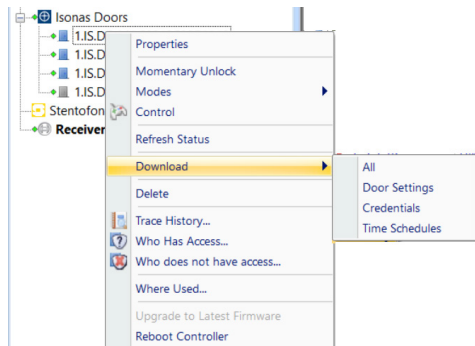 Isonas Doors
1.IS.D
1.IS.D
1.IS.D
1.IS.D
Stentofon
Receiver
Properties
Momentary Unlock
Modes
Control
Refresh Status
Download
All
Door Settings
Credentials
Time Schedules
Delete
Trace History...
Who Has Access...
Who does not have access...
Where Used...
Upgrade to Latest Firmware
Reboot Controller